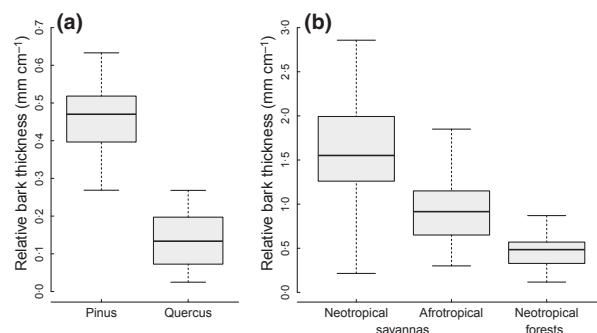 (a)
Relative bark thickness (mm cm⁻¹)
0·7
0·6
0·5
0·4
0·3
0·2
0·1
0·0
Pinus
Quercus
(b)
Relative bark thickness (mm cm⁻¹)
3·0
2·5
2·0
1·5
1·0
0·5
0·0
Neotropical Afrotropical Neotropical
savannas forests